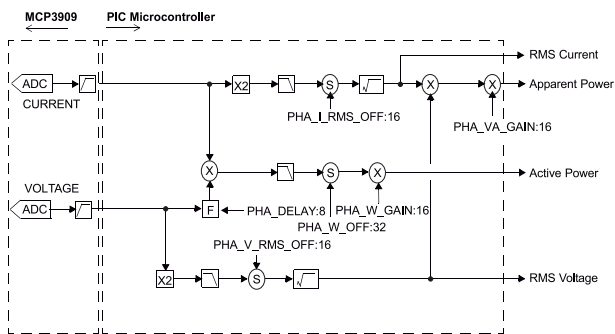 MCP3909 PIC Microcontroller
RMS Current
ADC X2 S √ X X Apparent Power
CURRENT
PHA_I_RMS_OFF:16 PHA_VA_GAIN:16
X S X Active Power
VOLTAGE
ADC F PHA_DELAY:8 PHA_W_GAIN:16
PHA_W_OFF:32
PHA_V_RMS_OFF:16
X2 S √ RMS Voltage